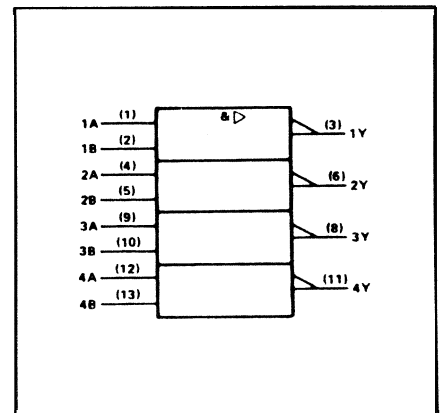 & ▷
1A (1)
1B (2)
(3) 1Y
2A (4)
2B (5)
(6) 2Y
3A (9)
3B (10)
(8) 3Y
4A (12)
4B (13)
(11) 4Y